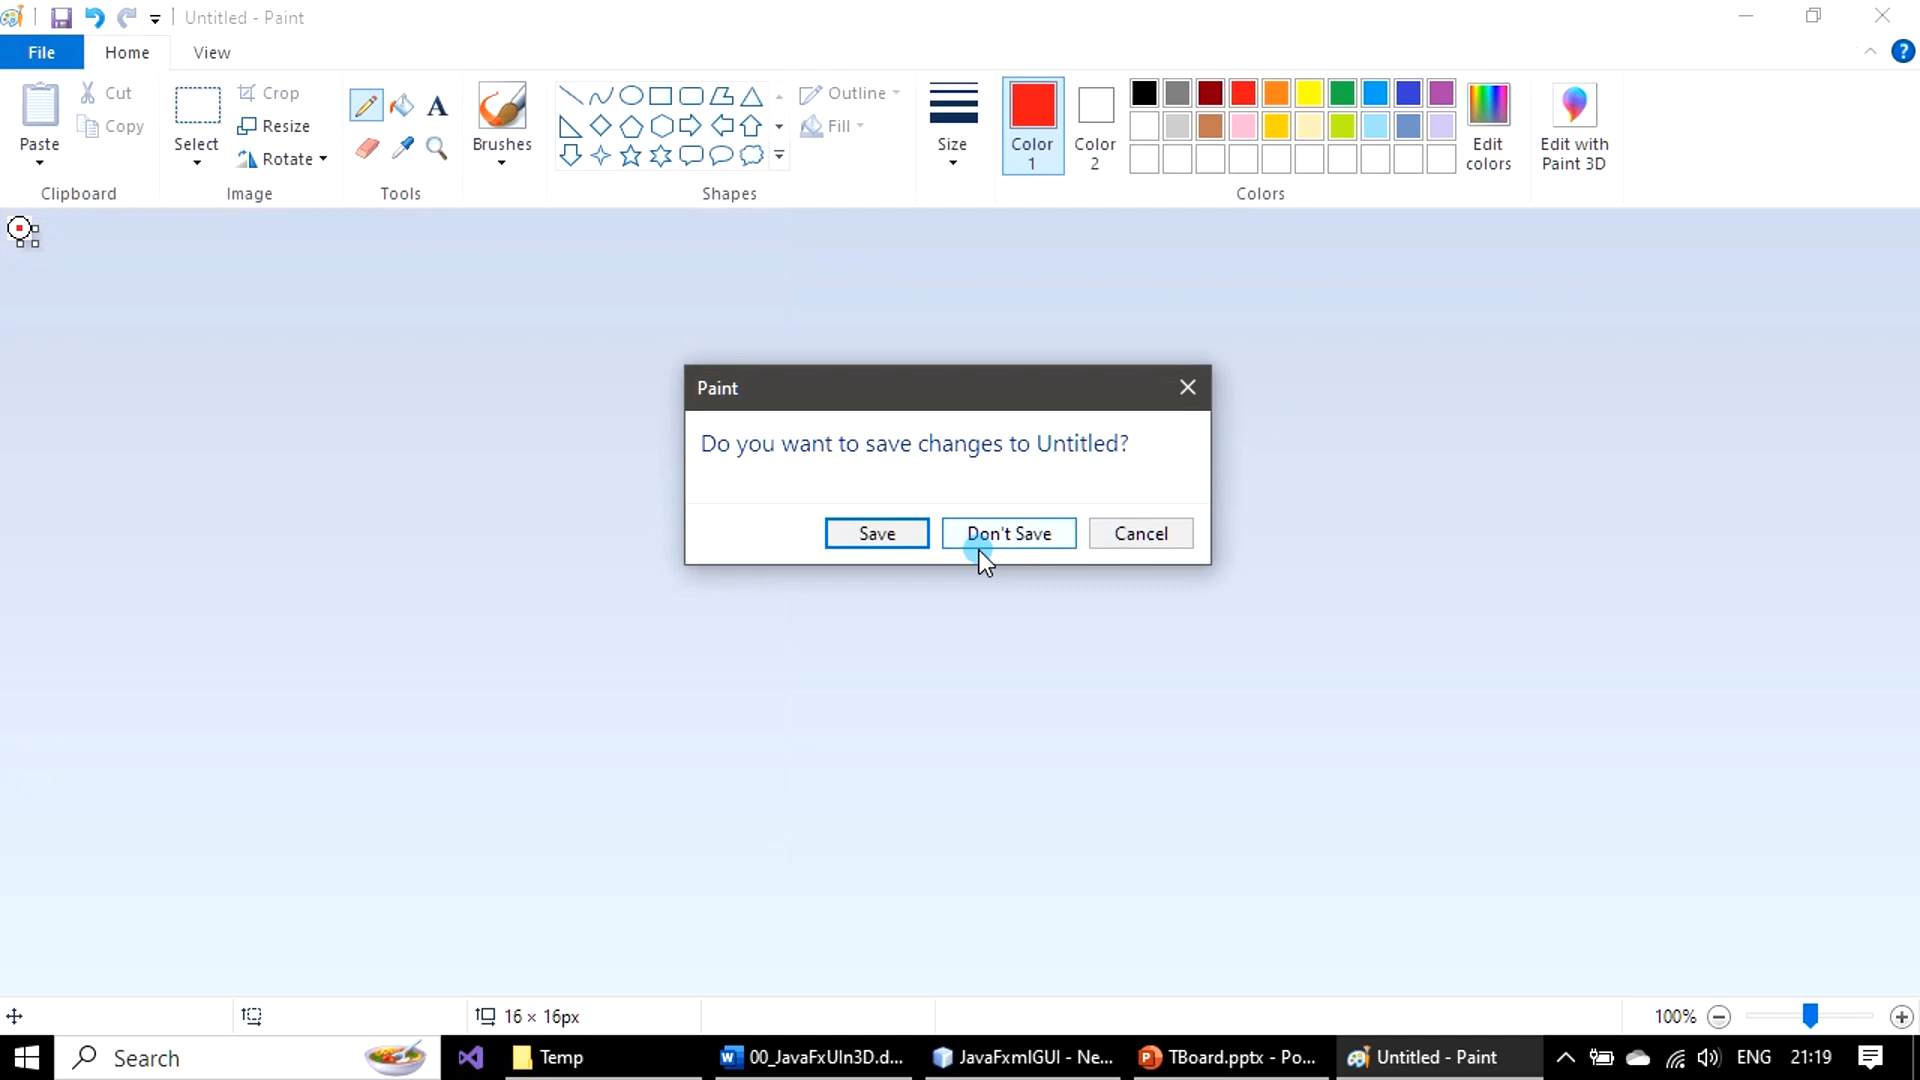 Untitled - Paint
File
Home
View
Paste
Cut
Copy
Clipboard
Select
Crop
Resize
Rotate
Image
A
Tools
Brushes
Shapes
Outline
Fill
Size
Color
1
Color
2
Colors
Edit
colors
Edit with
Paint 3D
?
Paint
Do you want to save changes to Untitled?
Save
Don't Save
Cancel
16 × 16px
100%
Search
Temp
W
00_JavaFxUIn3D.d...
JavaFxmlGUI - Ne...
P
TBoard.pptx - Po...
Untitled - Paint
ENG
21:19